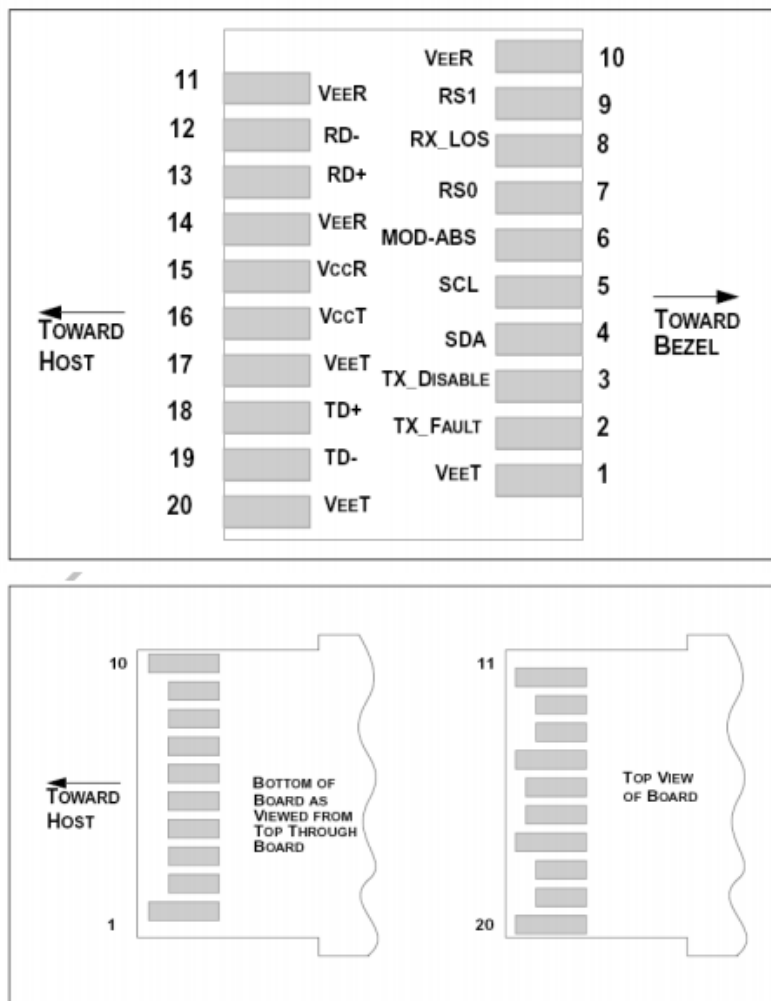 11 VEER
12 RD-
13 RD+
14 VEER
15 VCCR
16 VCCT
17 VEET
18 TD+
19 TD-
20 VEET
TOWARD
HOST
VEER 10
RS1 9
RX_LOS 8
RS0 7
MOD-ABS 6
SCL 5
SDA 4
TX_DISABLE 3
TX_FAULT 2
VEET 1
TOWARD
BEZEL
10
1
TOWARD
HOST
BOTTOM OF
BOARD AS
VIEWED FROM
TOP THROUGH
BOARD
11
20
TOP VIEW
OF BOARD